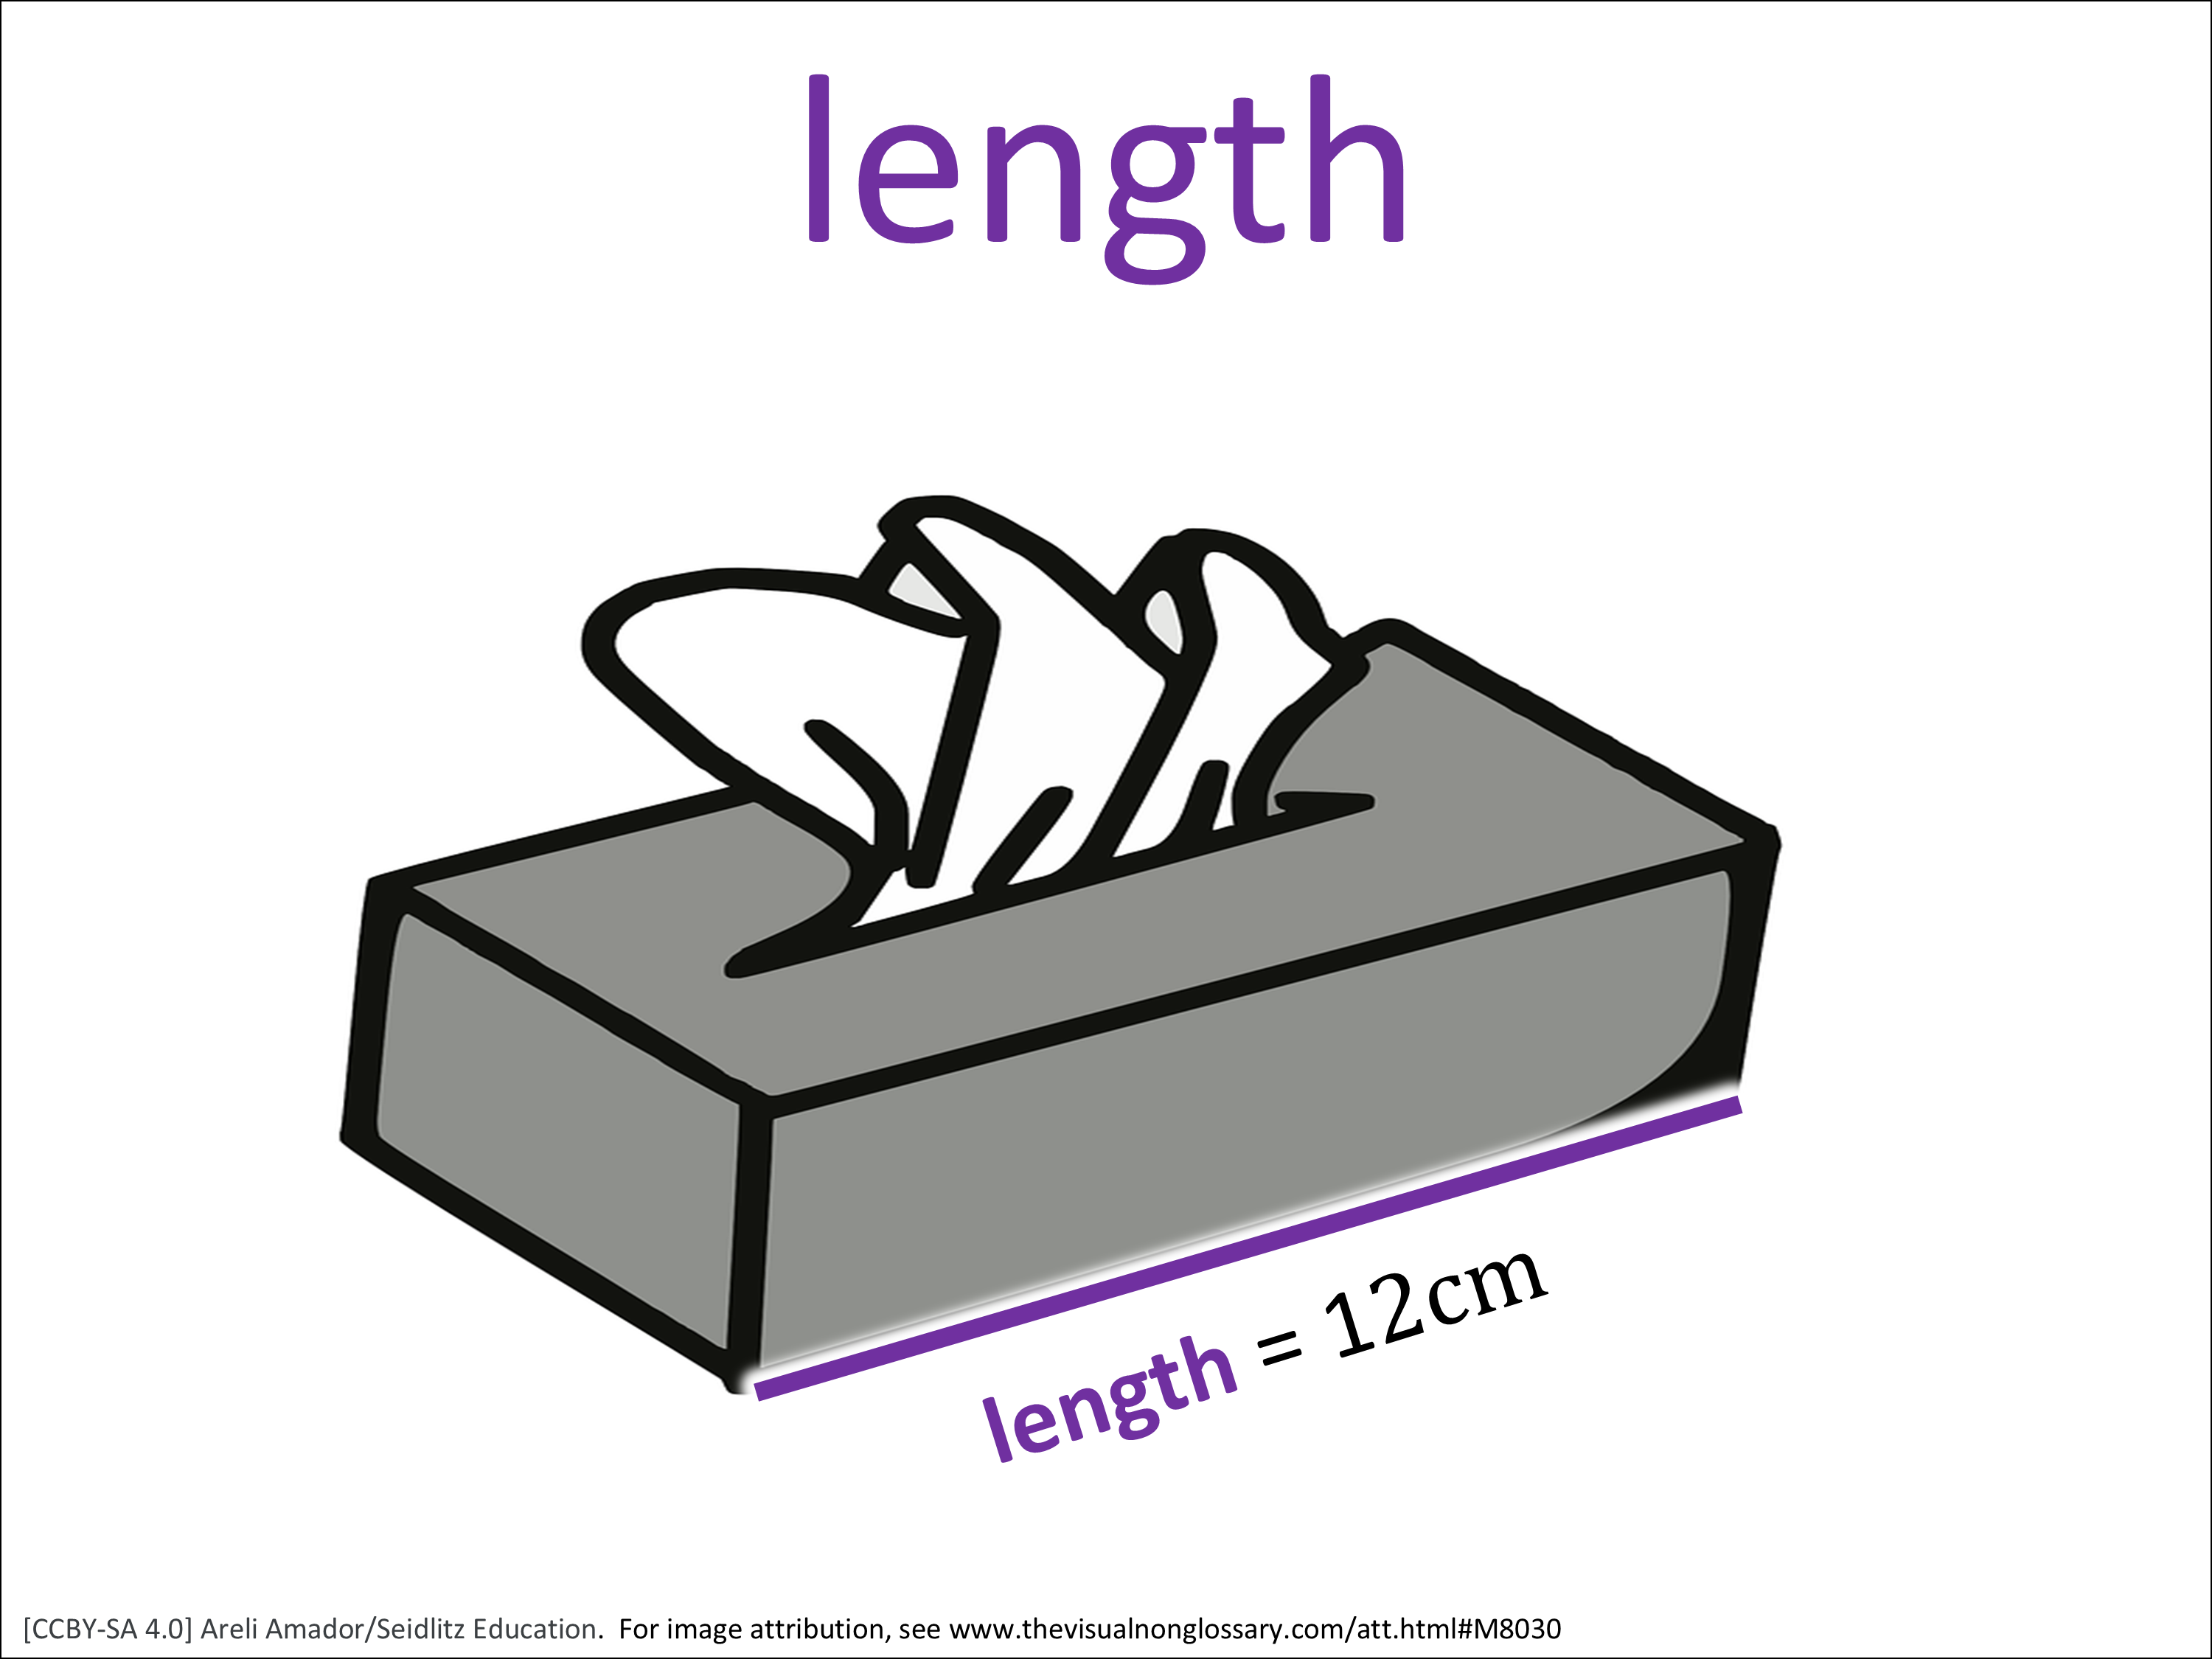 length
length = 12cm
[CCBY-SA 4.0] Areli Amador/Seidlitz Education.  For image attribution, see www.thevisualnonglossary.com/att.html#M8030